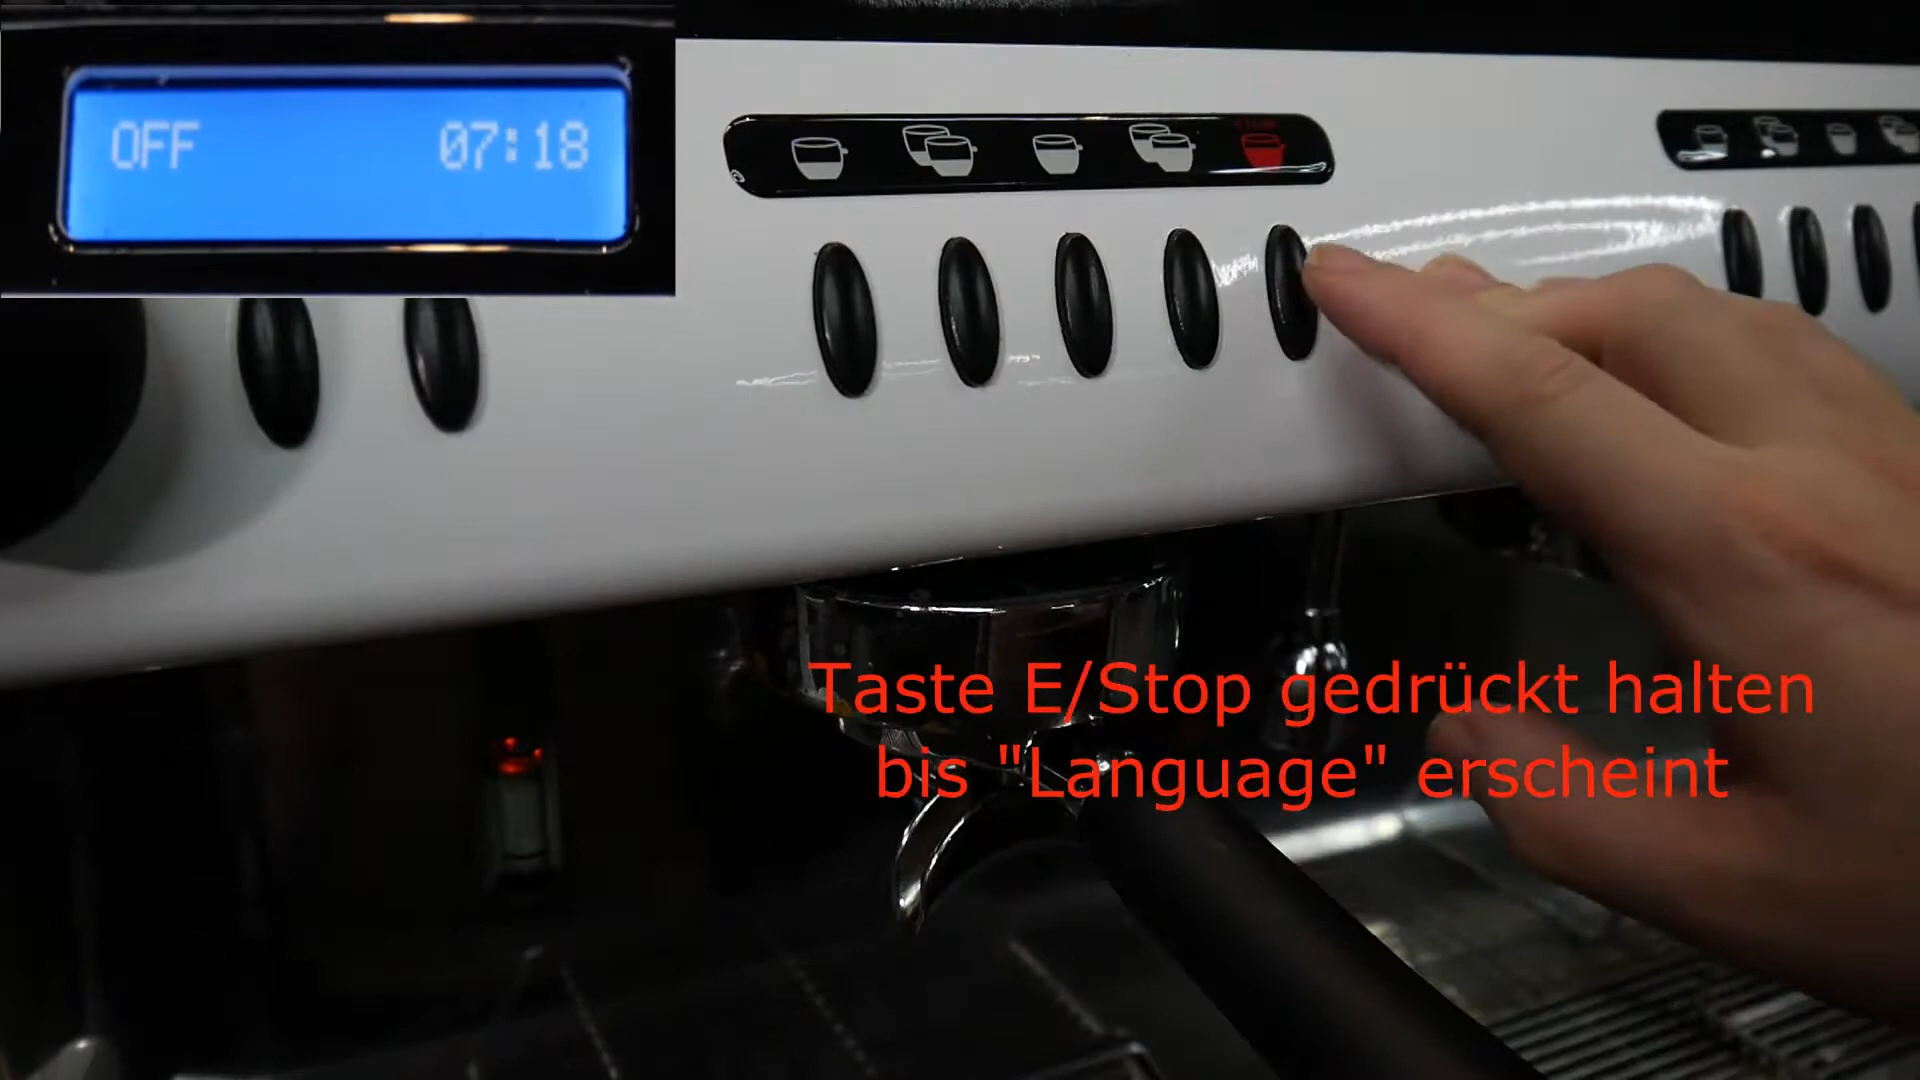 OFF 07:18
Taste E/Stop gedrückt halten
bis "Language" erscheint